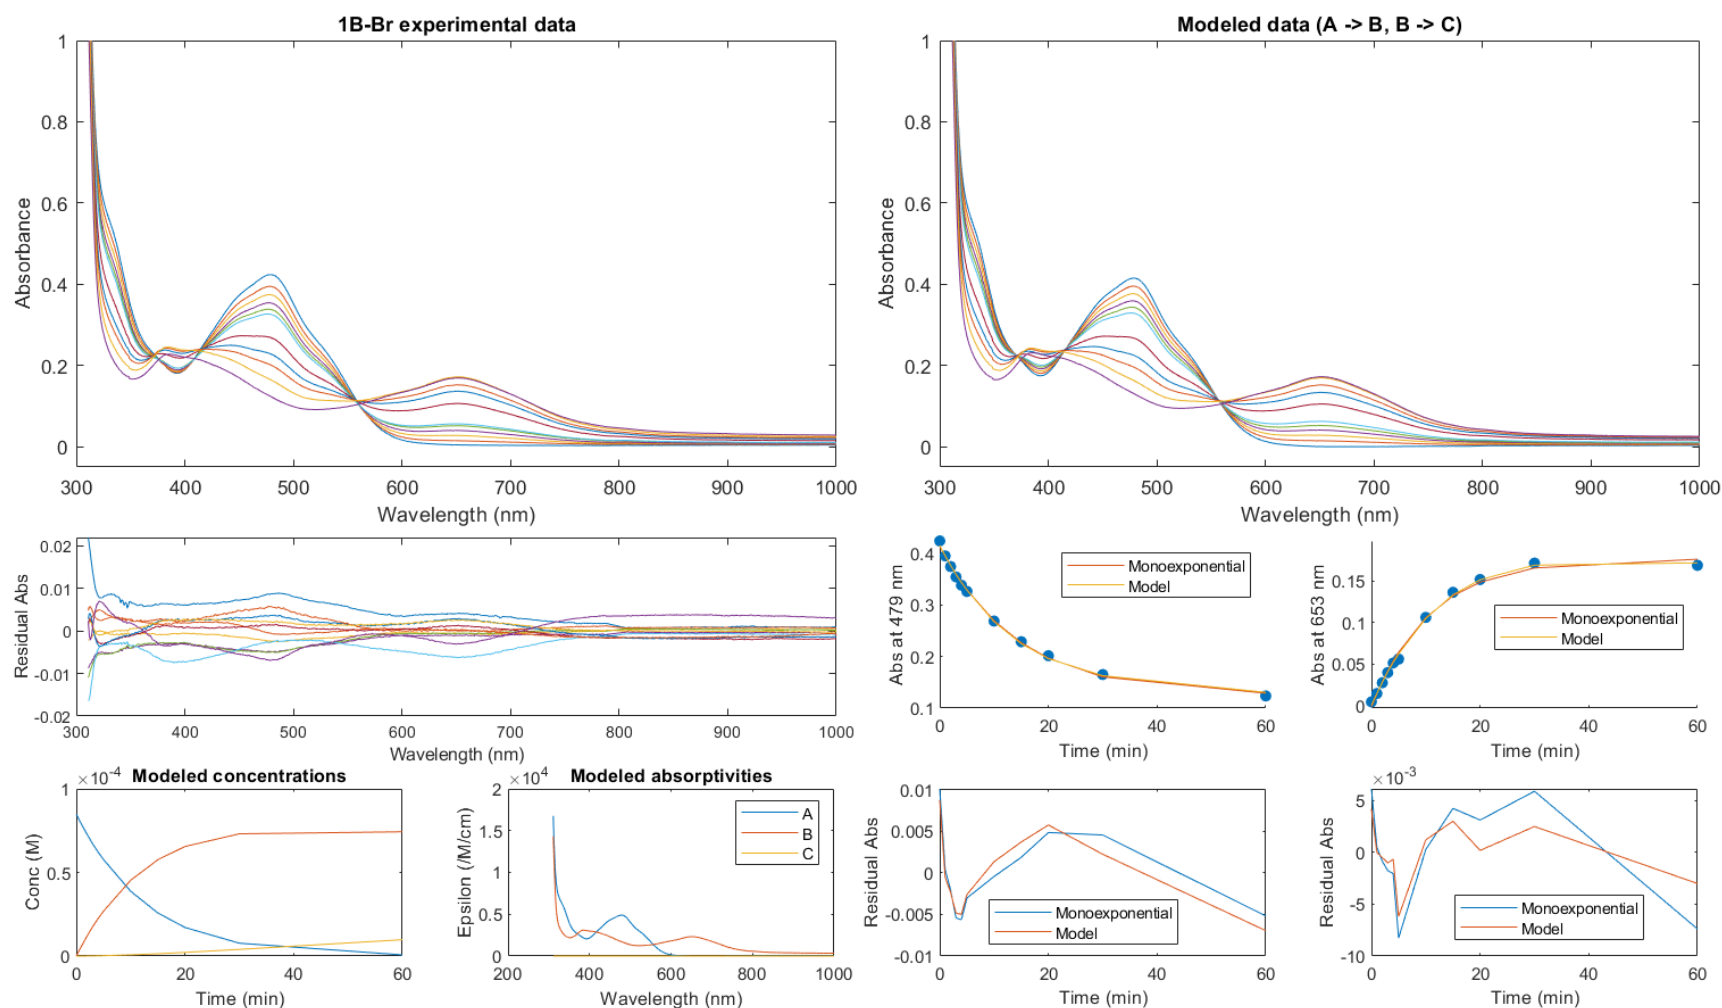 1B-Br experimental data
1
0.8
0.6
0.4
0.2
0
Absorbance
300 400 500 600 700 800 900 1000
Wavelength (nm)
Modeled data (A -> B, B -> C)
1
0.8
0.6
0.4
0.2
0
Absorbance
300 400 500 600 700 800 900 1000
Wavelength (nm)
0.02
0.01
0
-0.01
-0.02
Residual Abs
300 400 500 600 700 800 900 1000
Wavelength (nm)
0.4
0.3
0.2
0.1
Abs at 479 nm
Monoexponential
Model
0 20 40 60
Time (min)
0.15
0.1
0.05
0
Abs at 653 nm
Monoexponential
Model
0 20 40 60
Time (min)
×10-4
Modeled concentrations
1
0.5
0
Conc (M)
0 20 40 60
Time (min)
×104
Modeled absorptivities
2
1.5
1
0.5
0
Epsilon (/M/cm)
A
B
C
200 400 600 800 1000
Wavelength (nm)
0.01
0.005
0
-0.005
-0.01
Residual Abs
Monoexponential
Model
0 20 40 60
Time (min)
×10-3
5
0
-5
-10
Residual Abs
Monoexponential
Model
0 20 40 60
Time (min)